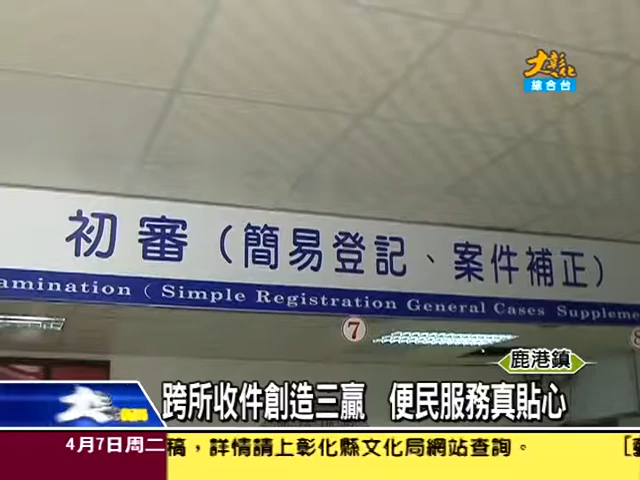 大彰化
綜合台
初審（簡易登記、案件補正）
amination ( Simple Registration General Cases Suppleme
7
鹿港鎮
跨所收件創造三贏 便民服務真貼心
4月7日周二
稿，詳情請上彰化縣文化局網站查詢。